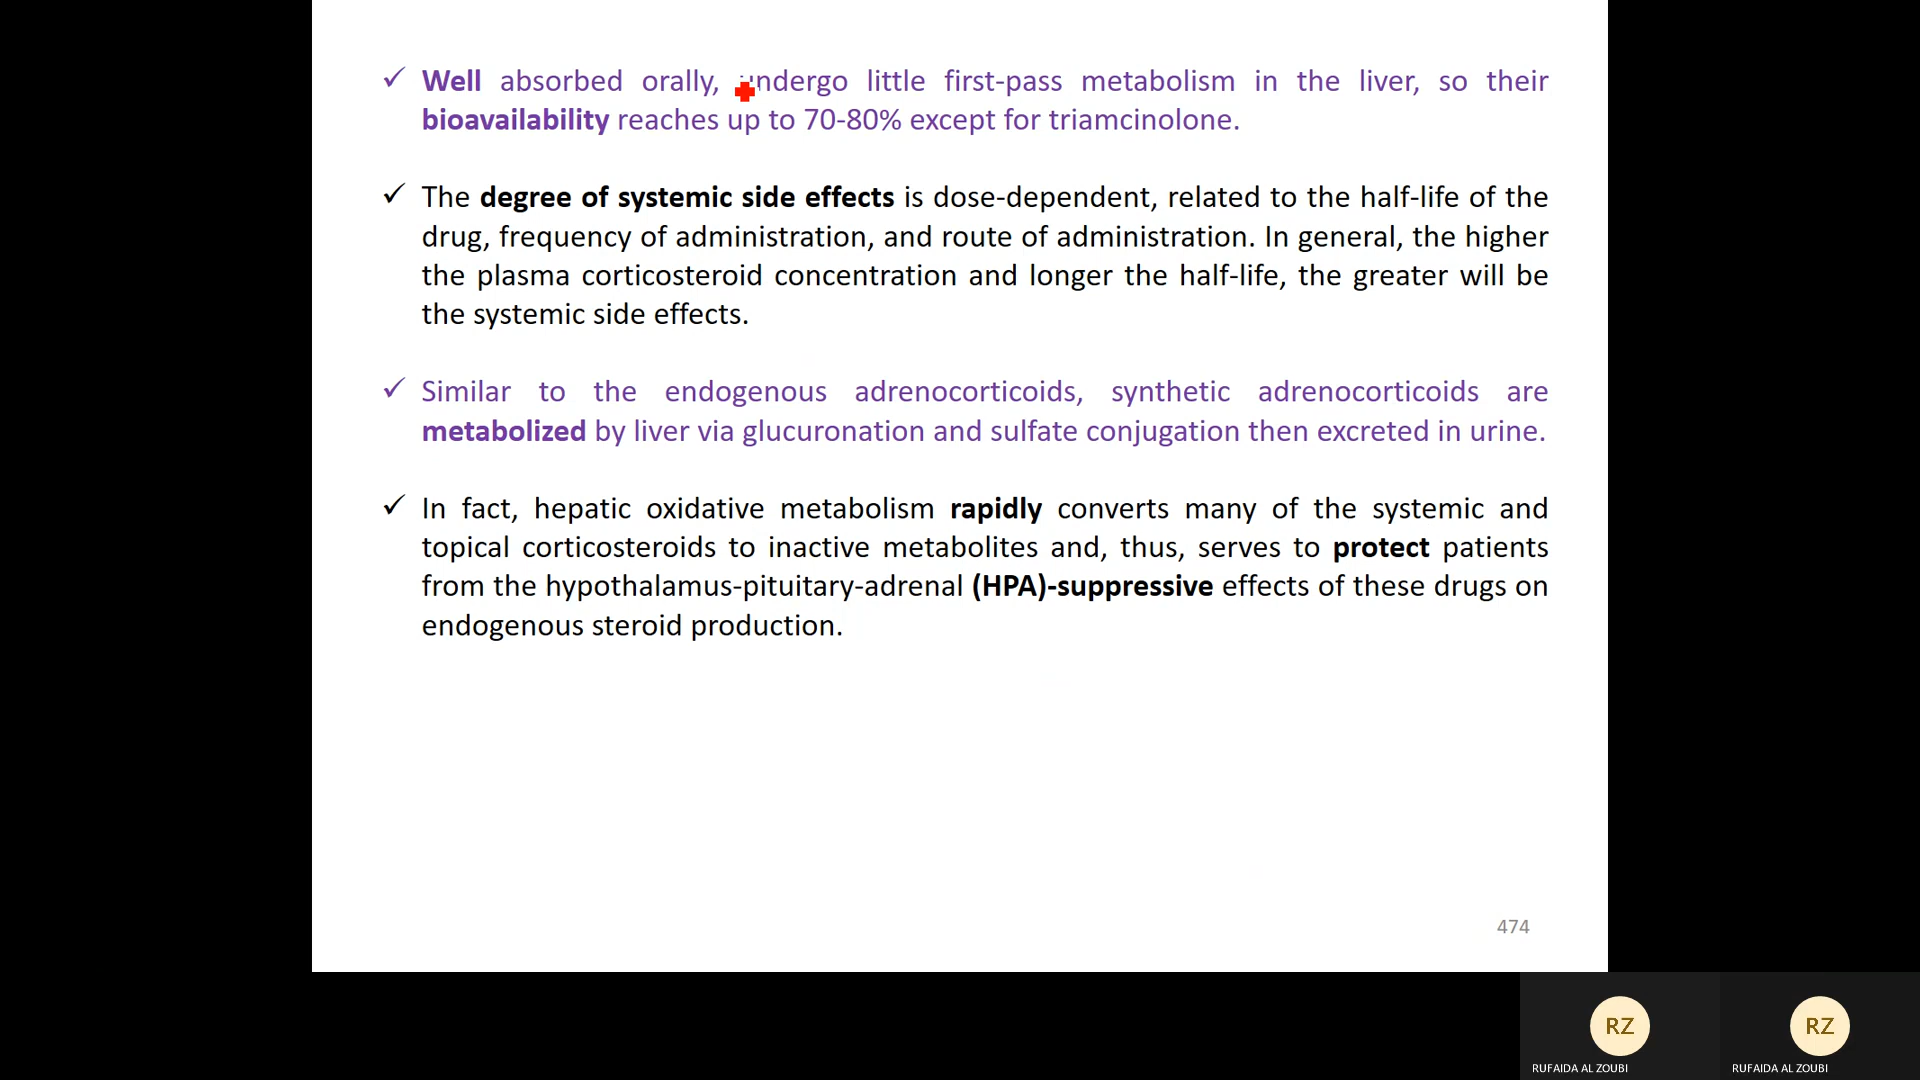 ✓ Well absorbed orally, undergo little first-pass metabolism in the liver, so their
bioavailability reaches up to 70-80% except for triamcinolone.
✓ The degree of systemic side effects is dose-dependent, related to the half-life of the
drug, frequency of administration, and route of administration. In general, the higher
the plasma corticosteroid concentration and longer the half-life, the greater will be
the systemic side effects.
✓ Similar to the endogenous adrenocorticoids, synthetic adrenocorticoids are
metabolized by liver via glucuronation and sulfate conjugation then excreted in urine.
✓ In fact, hepatic oxidative metabolism rapidly converts many of the systemic and
topical corticosteroids to inactive metabolites and, thus, serves to protect patients
from the hypothalamus-pituitary-adrenal (HPA)-suppressive effects of these drugs on
endogenous steroid production.
474
RZ RZ
RUFAIDA AL ZOUBI RUFAIDA AL ZOUBI